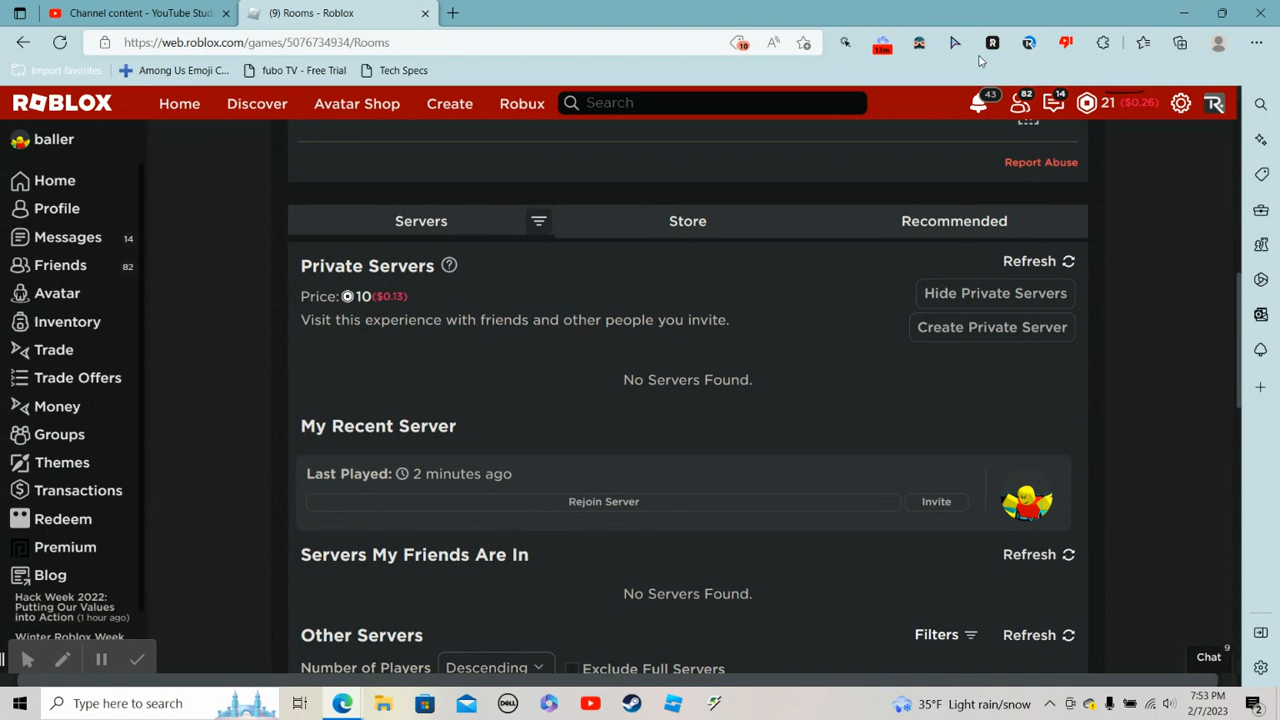 Channel content - YouTube Stud
(9) Rooms - Roblox
https://web.roblox.com/games/5076734934/Rooms
10
13m
R
Import favorites
Among Us Emoji C...
fubo TV - Free Trial
Tech Specs
ROBLOX
Home
Discover
Avatar Shop
Create
Robux
Search
43
82
14
21 ($0.26)
baller
Home
Profile
Messages 14
Friends 82
Avatar
Inventory
Trade
Trade Offers
Money
Groups
Themes
Transactions
Redeem
Premium
Blog
Hack Week 2022:
Putting Our Values
into Action (1 hour ago)
Winter Roblox Week
Report Abuse
Servers
Store
Recommended
Private Servers
Refresh
Price: 10($0.13)
Hide Private Servers
Visit this experience with friends and other people you invite.
Create Private Server
No Servers Found.
My Recent Server
Last Played: 2 minutes ago
Rejoin Server
Invite
Servers My Friends Are In
Refresh
No Servers Found.
Other Servers
Filters
Refresh
Number of Players
Descending
Exclude Full Servers
Chat 9
Type here to search
DELL
35°F Light rain/snow
7:53 PM
2/7/2023
2